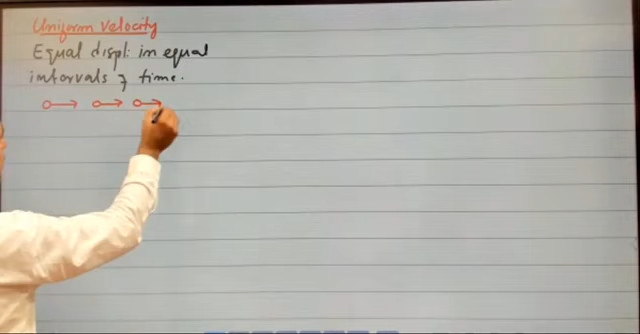 Uniform Velocity
Equal displ. in equal
intervals of time.